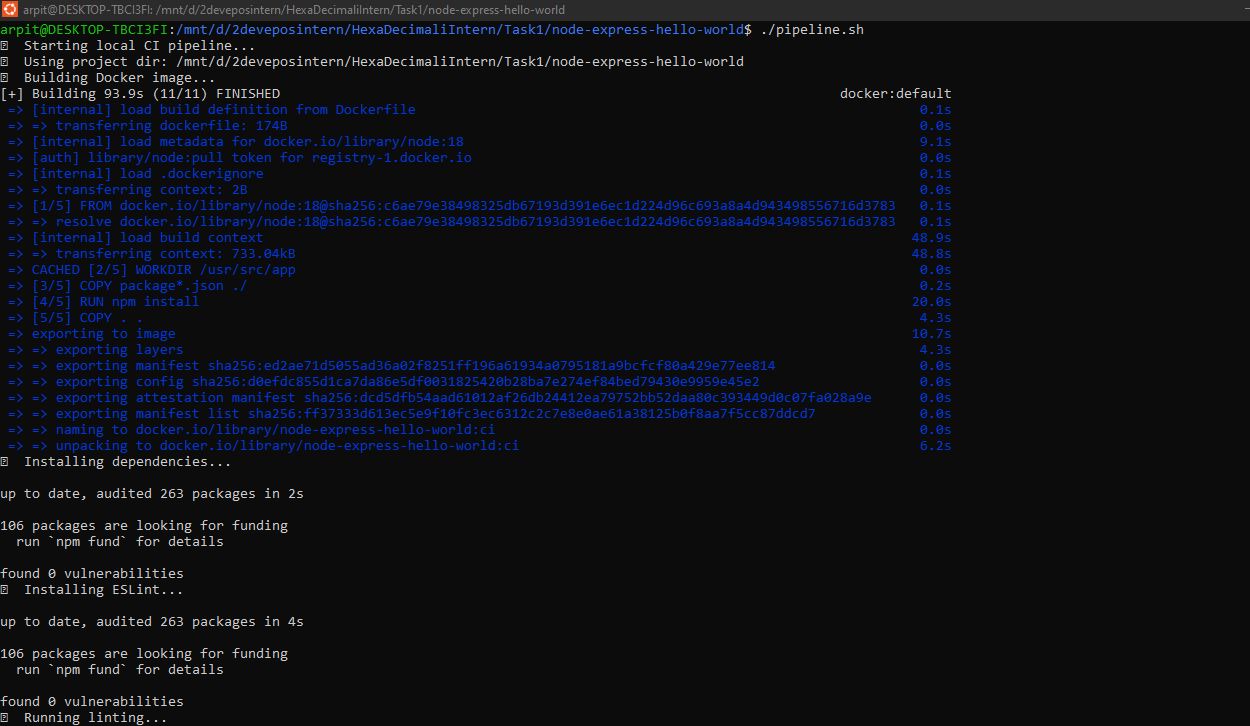 arpit@DESKTOP-TBCI3FI: /mnt/d/2deveposintern/HexaDecimaliIntern/Task1/node-express-hello-world
arpit@DESKTOP-TBCI3FI:/mnt/d/2deveposintern/HexaDecimaliIntern/Task1/node-express-hello-world$ ./pipeline.sh
Starting local CI pipeline...
Using project dir: /mnt/d/2deveposintern/HexaDecimaliIntern/Task1/node-express-hello-world
Building Docker image...
[+] Building 93.9s (11/11) FINISHED docker:default
=> [internal] load build definition from Dockerfile 0.1s
=> => transferring dockerfile: 174B 0.0s
=> [internal] load metadata for docker.io/library/node:18 9.1s
=> [auth] library/node:pull token for registry-1.docker.io 0.0s
=> [internal] load .dockerignore 0.1s
=> => transferring context: 2B 0.0s
=> [1/5] FROM docker.io/library/node:18@sha256:c6ae79e38498325db67193d391e6ec1d224d96c693a8a4d943498556716d3783 0.1s
=> => resolve docker.io/library/node:18@sha256:c6ae79e38498325db67193d391e6ec1d224d96c693a8a4d943498556716d3783 0.1s
=> [internal] load build context 48.9s
=> => transferring context: 733.04kB 48.8s
=> CACHED [2/5] WORKDIR /usr/src/app 0.0s
=> [3/5] COPY package*.json ./ 0.2s
=> [4/5] RUN npm install 20.0s
=> [5/5] COPY . . 4.3s
=> exporting to image 10.7s
=> => exporting layers 4.3s
=> => exporting manifest sha256:ed2ae71d5055ad36a02f8251ff196a61934a0795181a9bcfcf80a429e77ee814 0.0s
=> => exporting config sha256:d0efdc855d1ca7da86e5df0031825420b28ba7e274ef84bed79430e9959e45e2 0.0s
=> => exporting attestation manifest sha256:dcd5dfb54aad61012af26db24412ea79752bb52daa80c393449d0c07fa028a9e 0.0s
=> => exporting manifest list sha256:ff37333d613ec5e9f10fc3ec6312c2c7e8e0ae61a38125b0f8aa7f5cc87ddcd7 0.0s
=> => naming to docker.io/library/node-express-hello-world:ci 0.0s
=> => unpacking to docker.io/library/node-express-hello-world:ci 6.2s
Installing dependencies...
up to date, audited 263 packages in 2s
106 packages are looking for funding
run `npm fund` for details
found 0 vulnerabilities
Installing ESLint...
up to date, audited 263 packages in 4s
106 packages are looking for funding
run `npm fund` for details
found 0 vulnerabilities
Running linting...